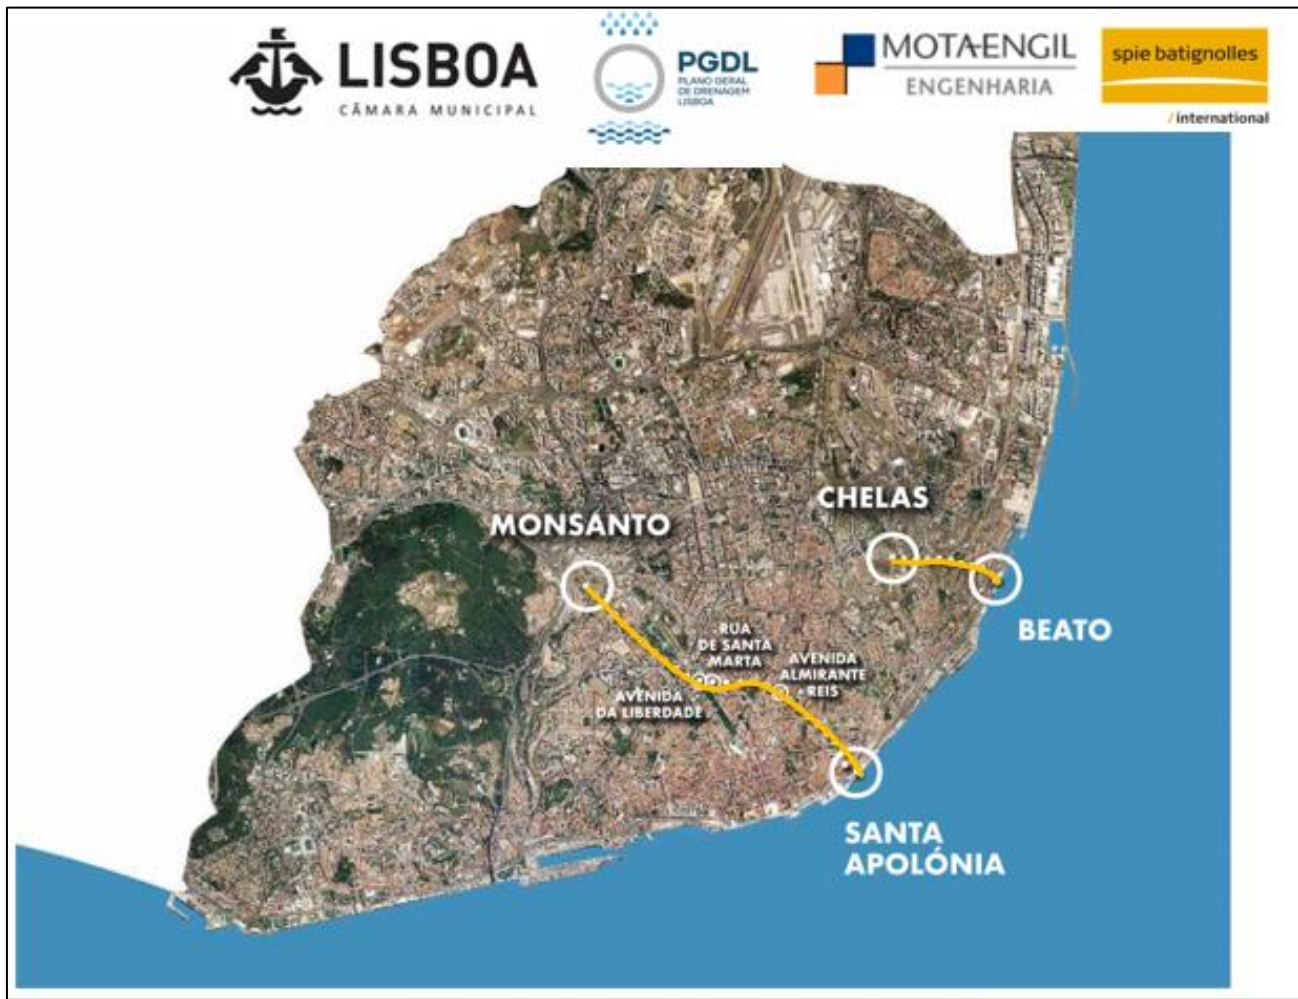 LISBOA
CÂMARA MUNICIPAL
PGDL
PLANO GERAL
DE DRENAGEM
LISBOA
MOTA-ENGIL
ENGENHARIA
spie batignolles
/ international
CHELAS
MONSANTO
BEATO
RUA
DE SANTA
MARTA
AVENIDA
ALMIRANTE
REIS
AVENIDA
DA LIBERDADE
SANTA
APOLÓNIA